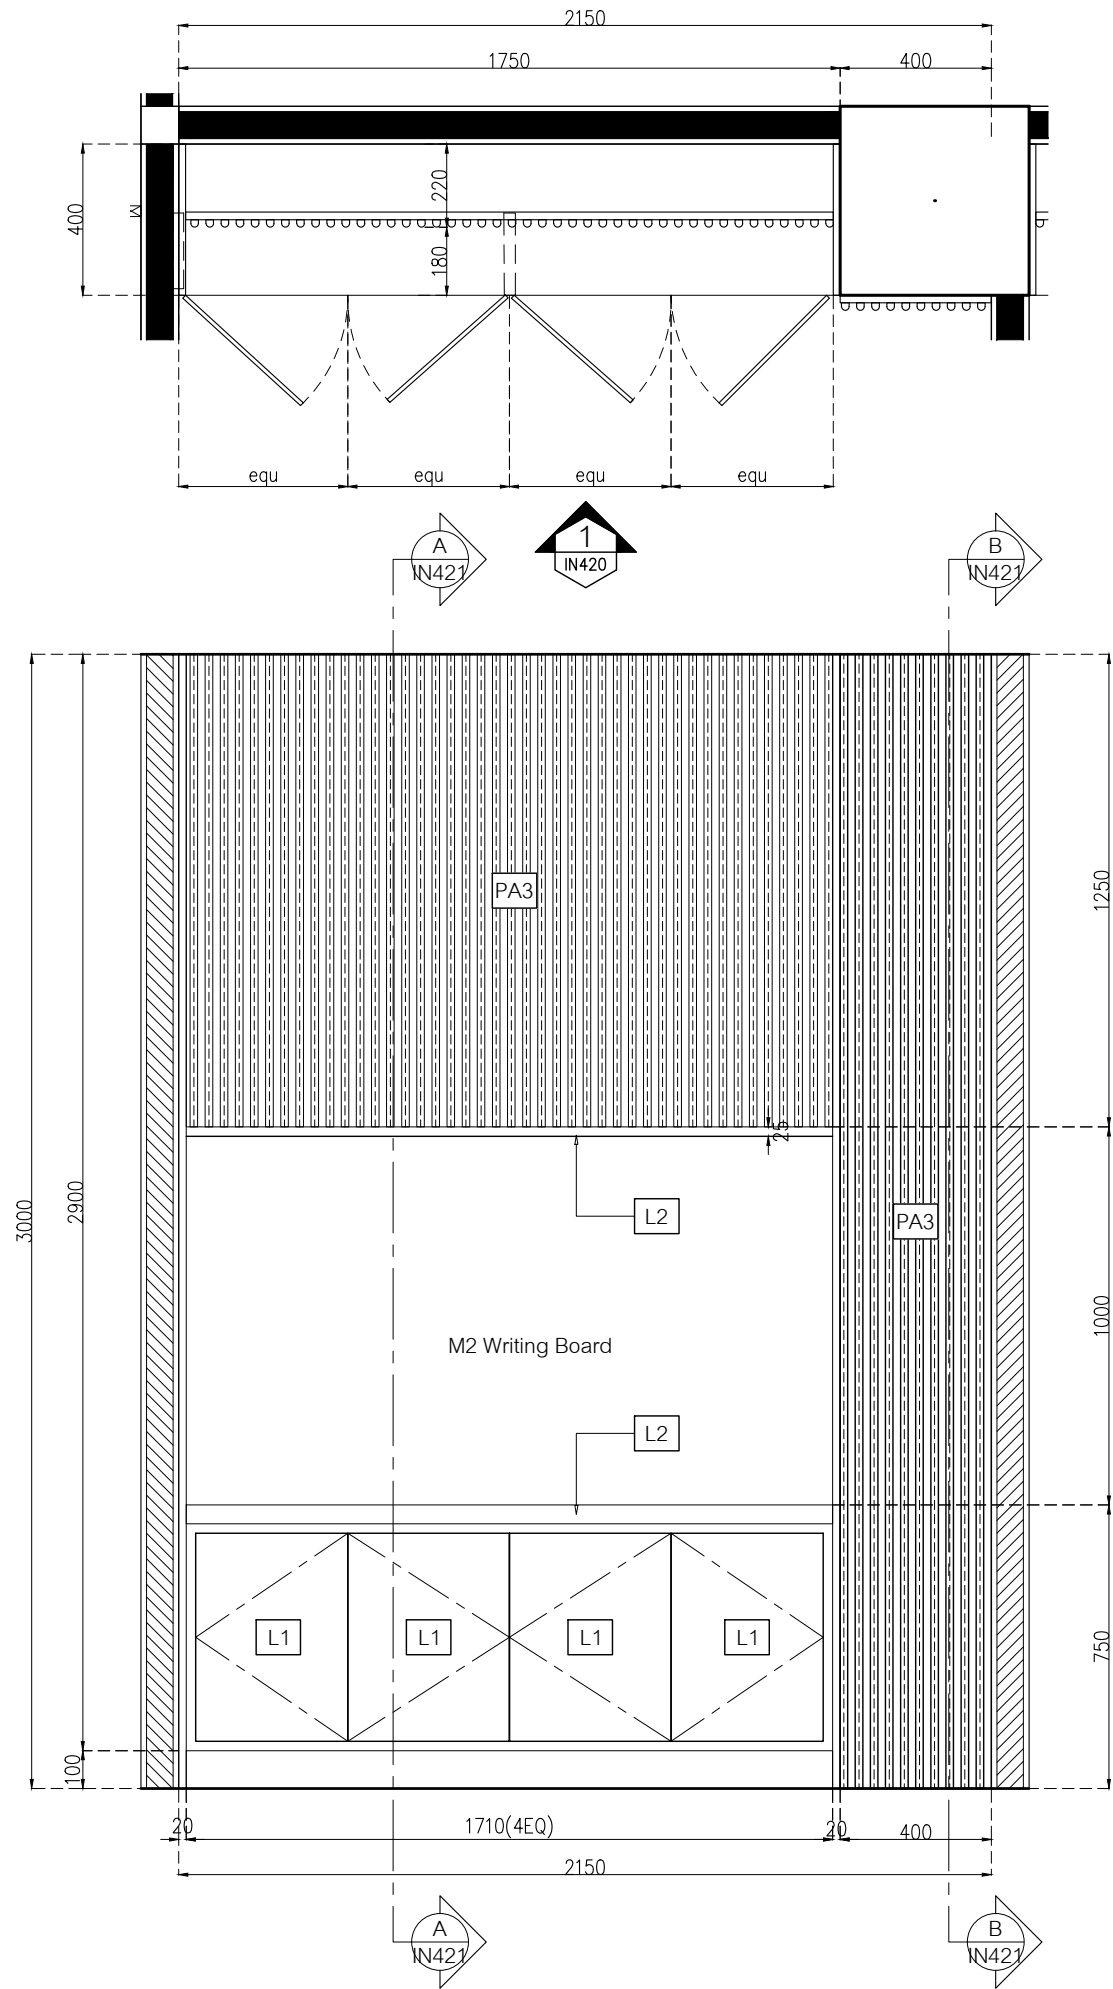 2150
1750
400
400
M
220
180
equ
equ
equ
equ
1
IN420
A
IN421
B
IN421
PA3
1250
25
3000
2900
L2
PA3
1000
M2 Writing Board
L2
L1
L1
L1
L1
750
100
20
1710(4EQ)
20
400
2150
A
IN421
B
IN421